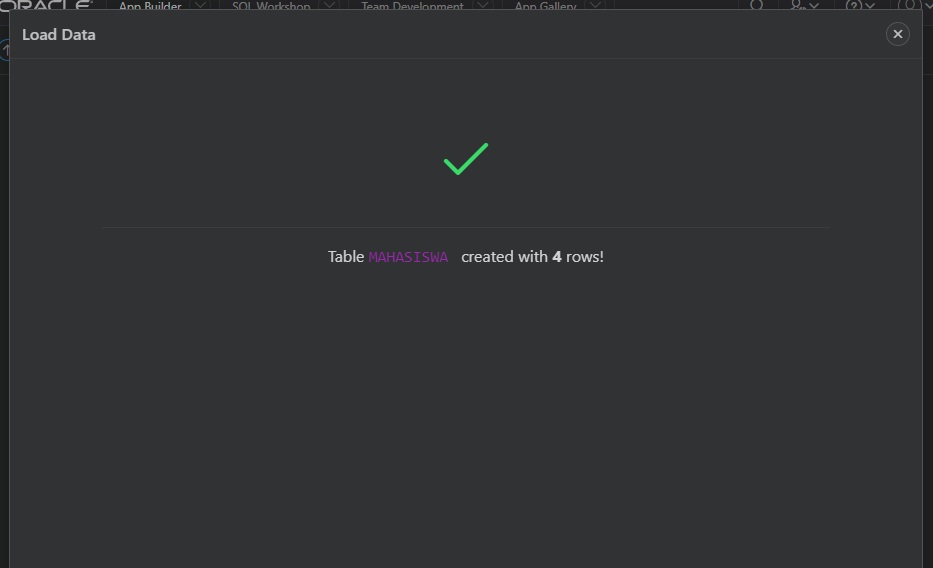 ORACLE App Builder SQL Workshop Team Development App Gallery
Load Data
Table MAHASISWA created with 4 rows!